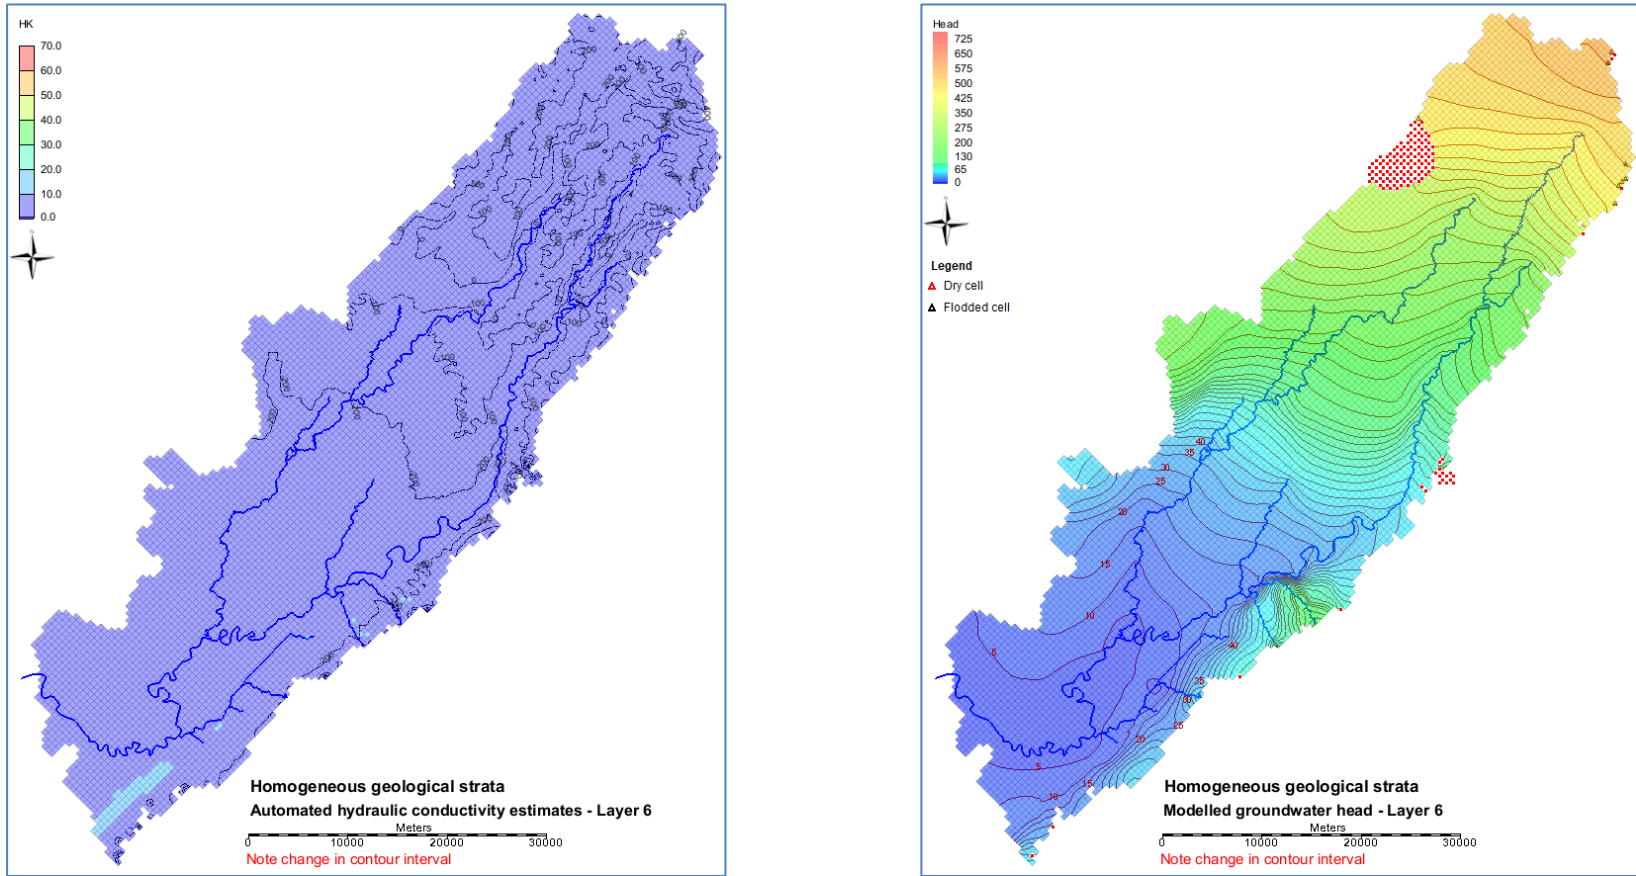 HK
70.0
60.0
50.0
40.0
30.0
20.0
10.0
0.0
Homogeneous geological strata
Automated hydraulic conductivity estimates - Layer 6
Meters
0 10000 20000 30000
Note change in contour interval
Head
725
650
575
500
425
350
275
200
130
65
0
Legend
Dry cell
Flodded cell
40
35
30
25
20
15
10
5
40
35
30
25
20
15
10
5
Homogeneous geological strata
Modelled groundwater head - Layer 6
Meters
0 10000 20000 30000
Note change in contour interval